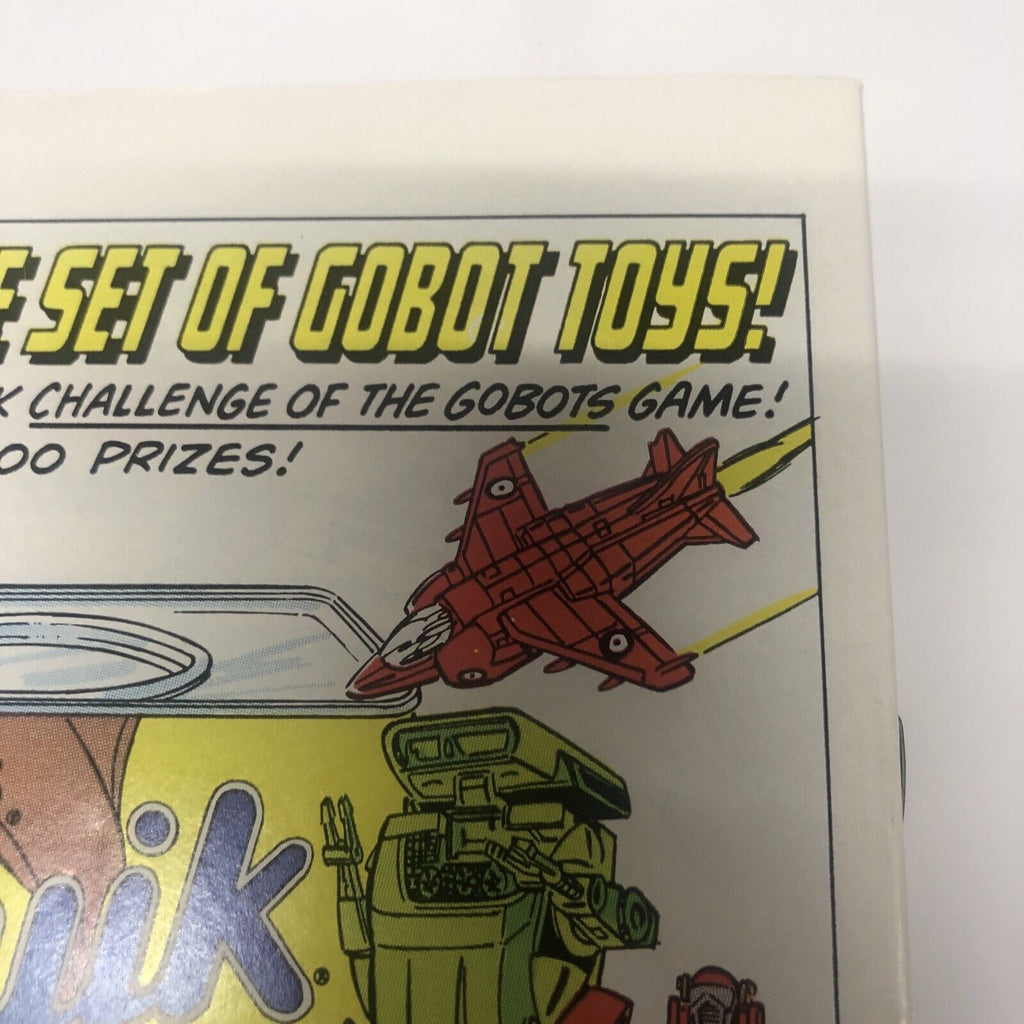 SET OF GOBOT TOYS!
CHALLENGE OF THE GOBOTS GAME!
00 PRIZES!
uik